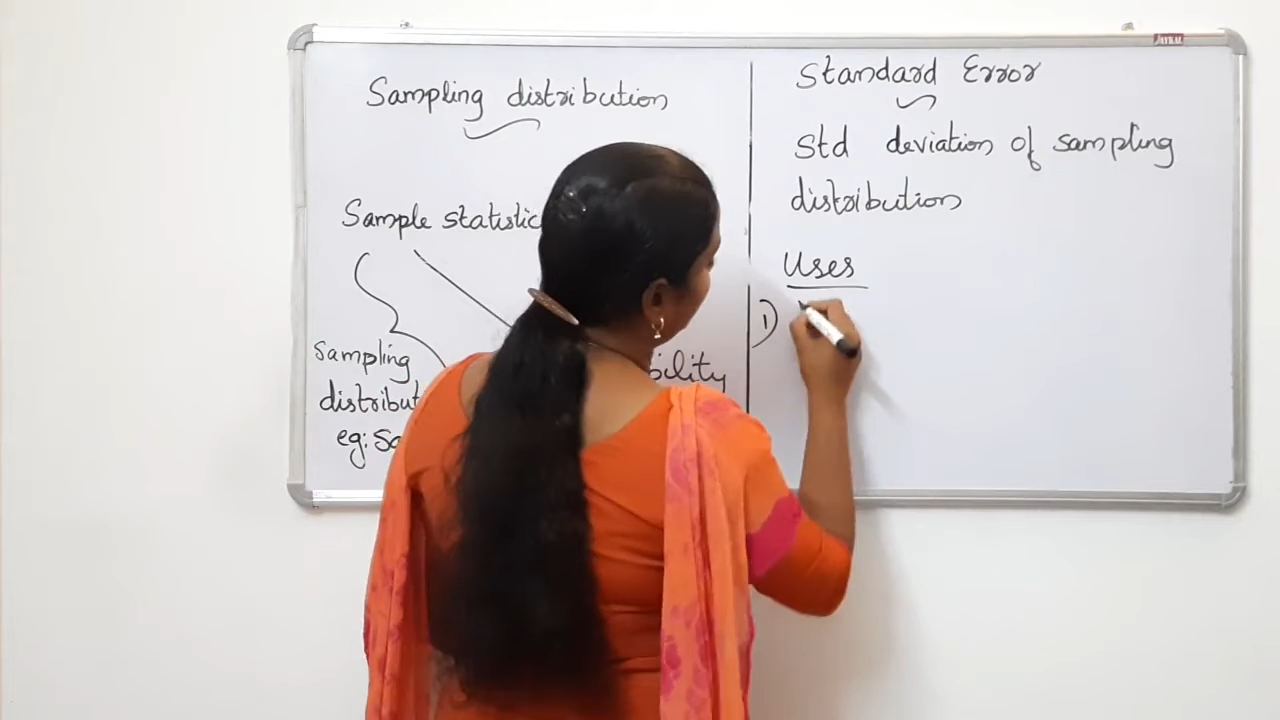 Sampling distribution
Sample statistic
Sampling
distribut
eg: Sa
bility
Standard Error
Std deviation of sampling
distribution
Uses
1)